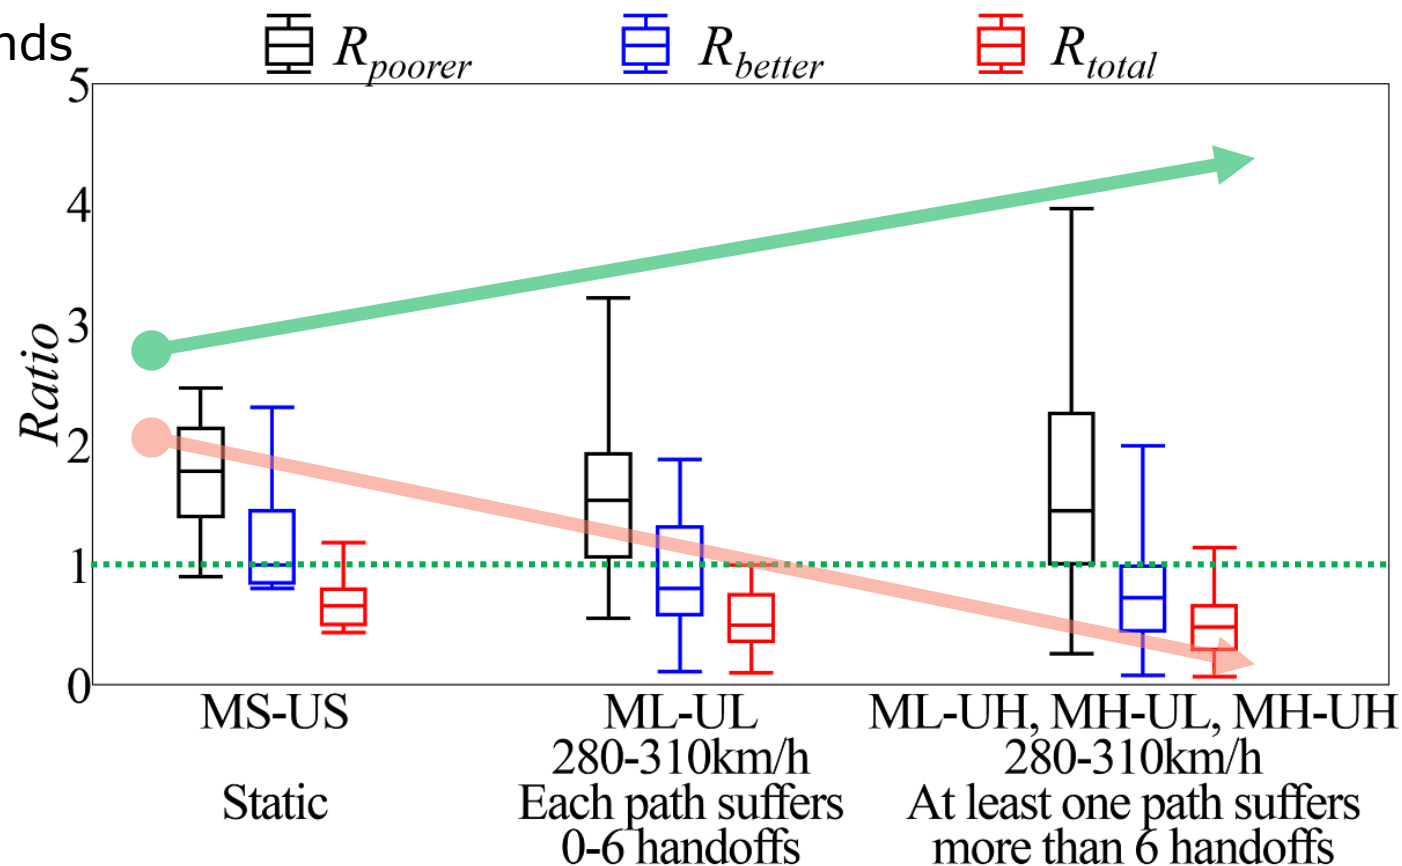 nds
R_poorer R_better R_total
5
4
3
2
1
0
Ratio
MS-US ML-UL ML-UH, MH-UL, MH-UH
280-310km/h 280-310km/h
Static Each path suffers At least one path suffers
0-6 handoffs more than 6 handoffs